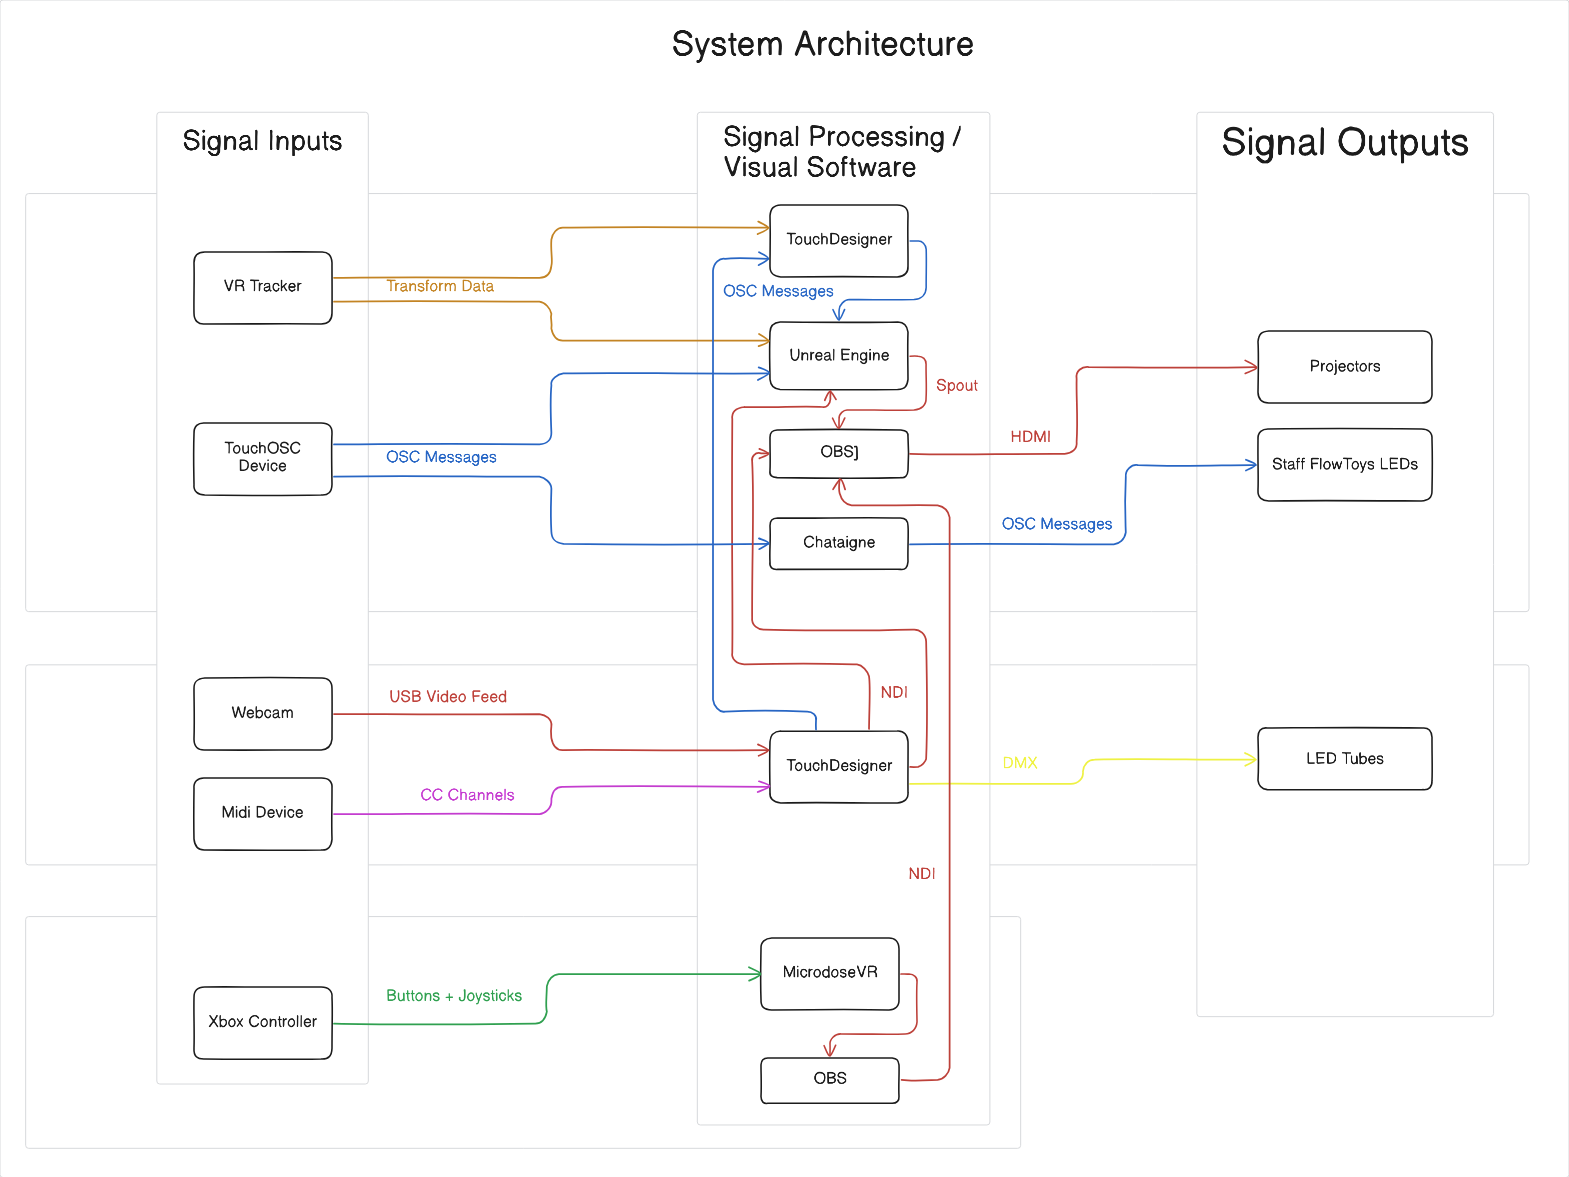 System Architecture
Signal Inputs
Signal Processing /
Visual Software
Signal Outputs
VR Tracker
Transform Data
TouchDesigner
OSC Messages
Unreal Engine
Spout
Projectors
TouchOSC
Device
OSC Messages
OBS]
HDMI
Staff FlowToys LEDs
Chataigne
OSC Messages
Webcam
USB Video Feed
NDI
TouchDesigner
DMX
LED Tubes
Midi Device
CC Channels
NDI
Xbox Controller
Buttons + Joysticks
MicrodoseVR
OBS